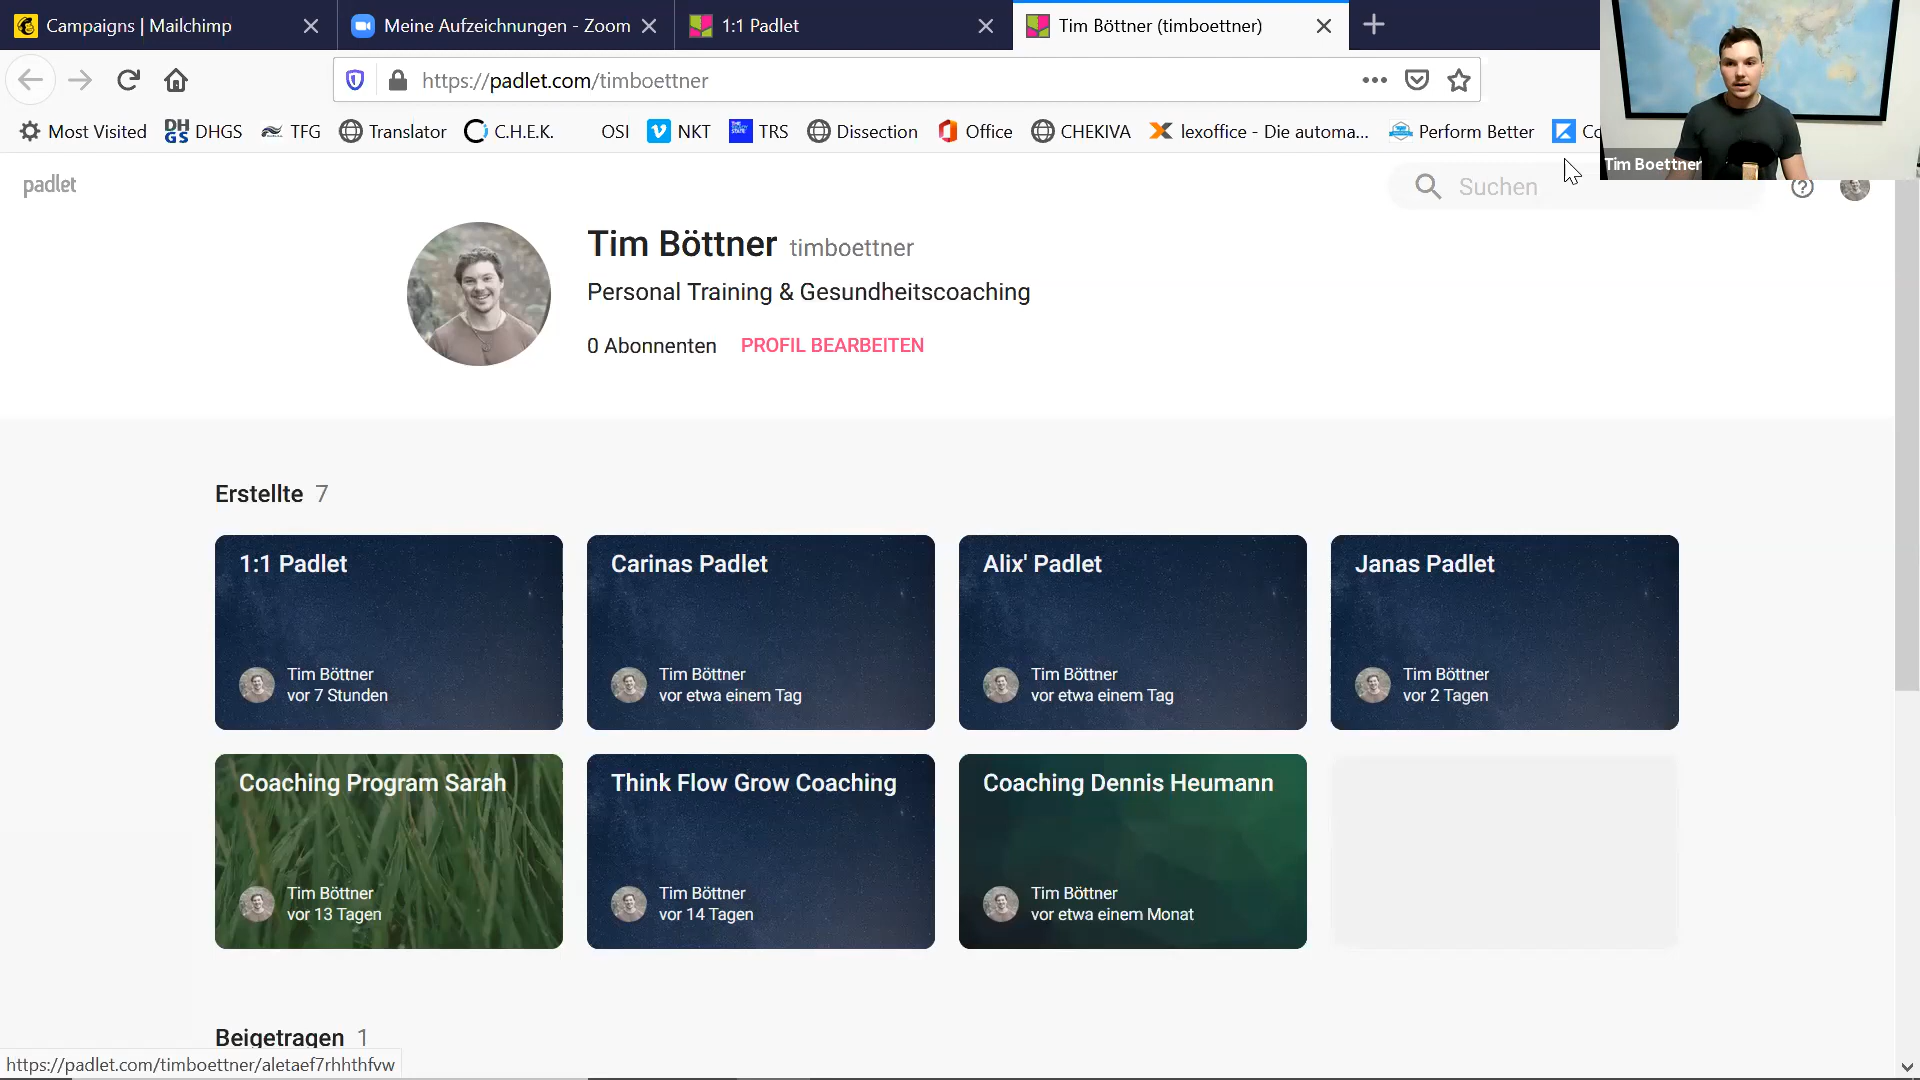 Campaigns | Mailchimp
Meine Aufzeichnungen - Zoom
1:1 Padlet
Tim Böttner (timboettner)
https://padlet.com/timboettner
Most Visited
DHGS
DHGS
TFG
Translator
C.H.E.K.
OSI
NKT
TRS
Dissection
Office
CHEKIVA
lexoffice - Die automa...
Perform Better
Co
Tim Boettner
padlet
Suchen
Tim Böttner timboettner
Personal Training & Gesundheitscoaching
0 Abonnenten PROFIL BEARBEITEN
Erstellte 7
1:1 Padlet
Tim Böttner
vor 7 Stunden
Carinas Padlet
Tim Böttner
vor etwa einem Tag
Alix' Padlet
Tim Böttner
vor etwa einem Tag
Janas Padlet
Tim Böttner
vor 2 Tagen
Coaching Program Sarah
Tim Böttner
vor 13 Tagen
Think Flow Grow Coaching
Tim Böttner
vor 14 Tagen
Coaching Dennis Heumann
Tim Böttner
vor etwa einem Monat
Beigetragen 1
https://padlet.com/timboettner/aletaef7rhhthfvw